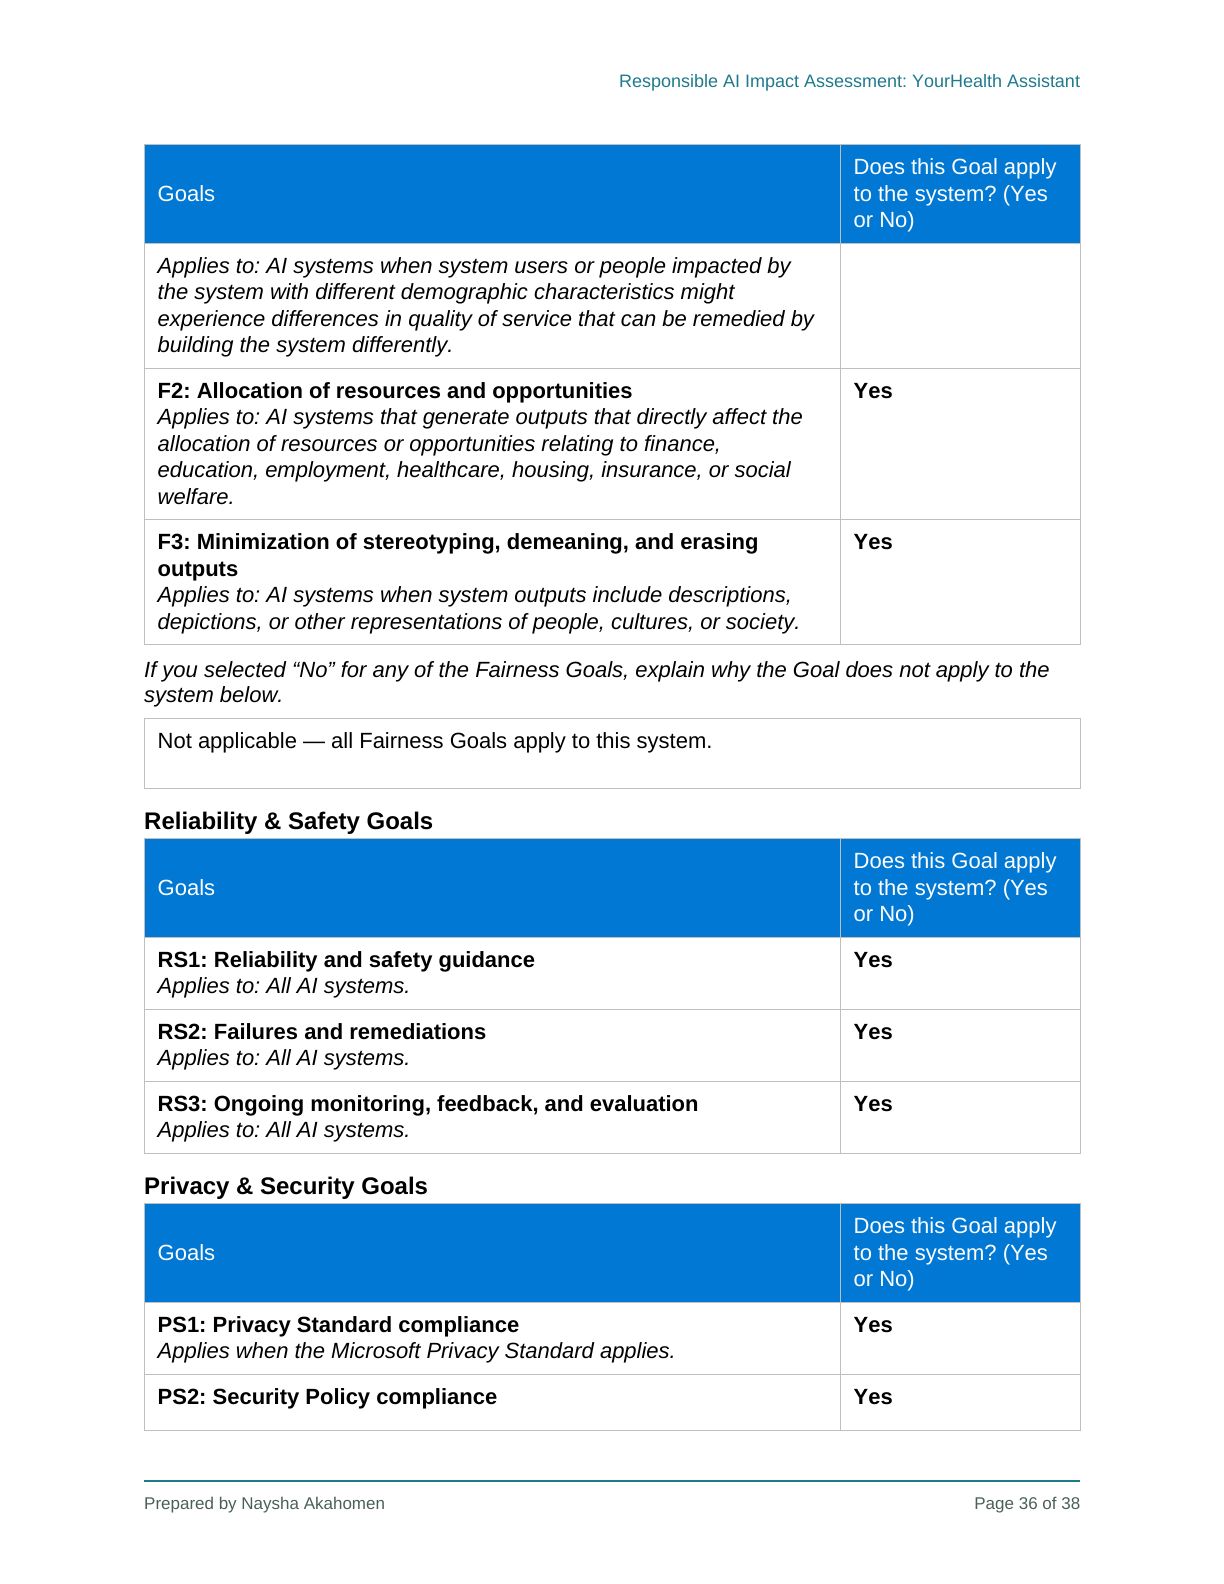 Responsible AI Impact Assessment: YourHealth Assistant
Goals
Does this Goal apply
to the system? (Yes
or No)
Applies to: AI systems when system users or people impacted by
the system with different demographic characteristics might
experience differences in quality of service that can be remedied by
building the system differently.
F2: Allocation of resources and opportunities
Yes
Applies to: AI systems that generate outputs that directly affect the
allocation of resources or opportunities relating to finance,
education, employment, healthcare, housing, insurance, or social
welfare.
F3: Minimization of stereotyping, demeaning, and erasing
outputs
Yes
Applies to: AI systems when system outputs include descriptions,
depictions, or other representations of people, cultures, or society.
If you selected “No” for any of the Fairness Goals, explain why the Goal does not apply to the
system below.
Not applicable — all Fairness Goals apply to this system.
Reliability & Safety Goals
Goals
Does this Goal apply
to the system? (Yes
or No)
RS1: Reliability and safety guidance
Yes
Applies to: All AI systems.
RS2: Failures and remediations
Yes
Applies to: All AI systems.
RS3: Ongoing monitoring, feedback, and evaluation
Yes
Applies to: All AI systems.
Privacy & Security Goals
Goals
Does this Goal apply
to the system? (Yes
or No)
PS1: Privacy Standard compliance
Yes
Applies when the Microsoft Privacy Standard applies.
PS2: Security Policy compliance
Yes
Prepared by Naysha Akahomen
Page 36 of 38